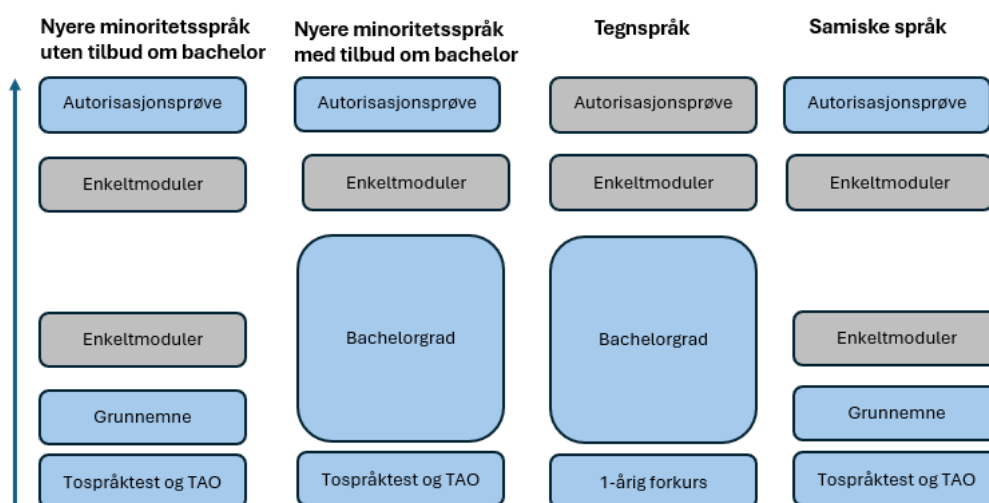 Nyere minoritetsspråk
uten tilbud om bachelor
Nyere minoritetsspråk
med tilbud om bachelor
Tegnspråk
Samiske språk
Autorisasjonsprøve
Autorisasjonsprøve
Autorisasjonsprøve
Autorisasjonsprøve
Enkeltmoduler
Enkeltmoduler
Enkeltmoduler
Enkeltmoduler
Enkeltmoduler
Bachelorgrad
Bachelorgrad
Enkeltmoduler
Grunnemne
Grunnemne
Tospråktest og TAO
Tospråktest og TAO
1-årig forkurs
Tospråktest og TAO